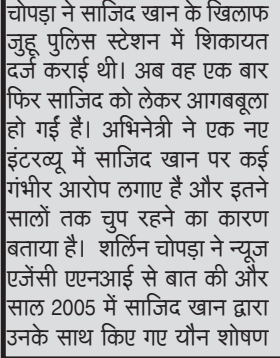 चोपड़ा ने साजिद खान के खिलाफ
जुहू पुलिस स्टेशन में शिकायत
दर्ज कराई थी। अब वह एक बार
फिर साजिद को लेकर आगबबूला
हो गईं हैं। अभिनेत्री ने एक नए
इंटरव्यू में साजिद खान पर कई
गंभीर आरोप लगाए हैं और इतने
सालों तक चुप रहने का कारण
बताया है। शर्लिन चोपड़ा ने न्यूज
एजेंसी एएनआई से बात की और
साल 2005 में साजिद खान द्वारा
उनके साथ किए गए यौन शोषण